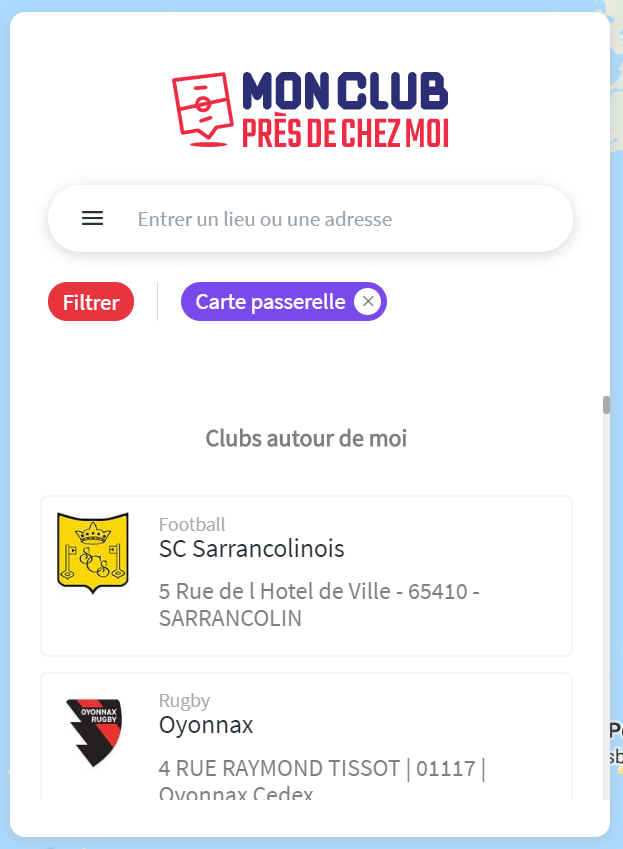 MON CLUB
PRÈS DE CHEZ MOI
Entrer un lieu ou une adresse
Filtrer
Carte passerelle
Clubs autour de moi
Football
SC Sarrancolinois
5 Rue de l Hotel de Ville - 65410 -
SARRANCOLIN
SCS
Rugby
Oyonnax
4 RUE RAYMOND TISSOT | 01117 |
Oyonnax Cedex
OYONNAX
RUGBY